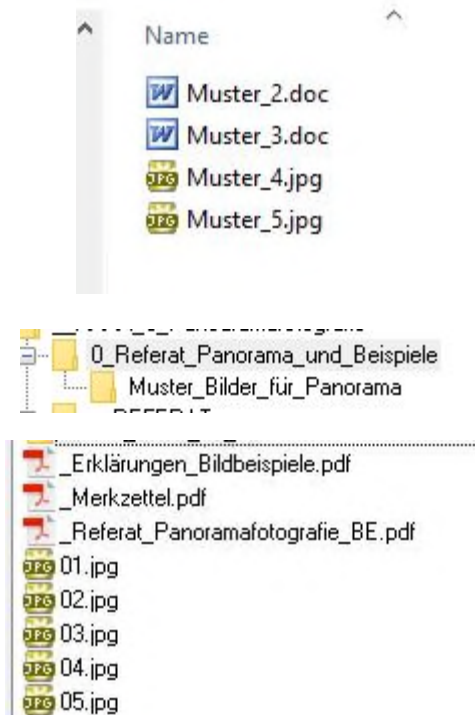 Name
Muster_2.doc
Muster_3.doc
Muster_4.jpg
Muster_5.jpg
0_Referat_Panorama_und_Beispiele
Muster_Bilder_für_Panorama
_Erklärungen_Bildbeispiele.pdf
_Merkzettel.pdf
_Referat_Panoramafotografie_BE.pdf
01.jpg
02.jpg
03.jpg
04.jpg
05.jpg